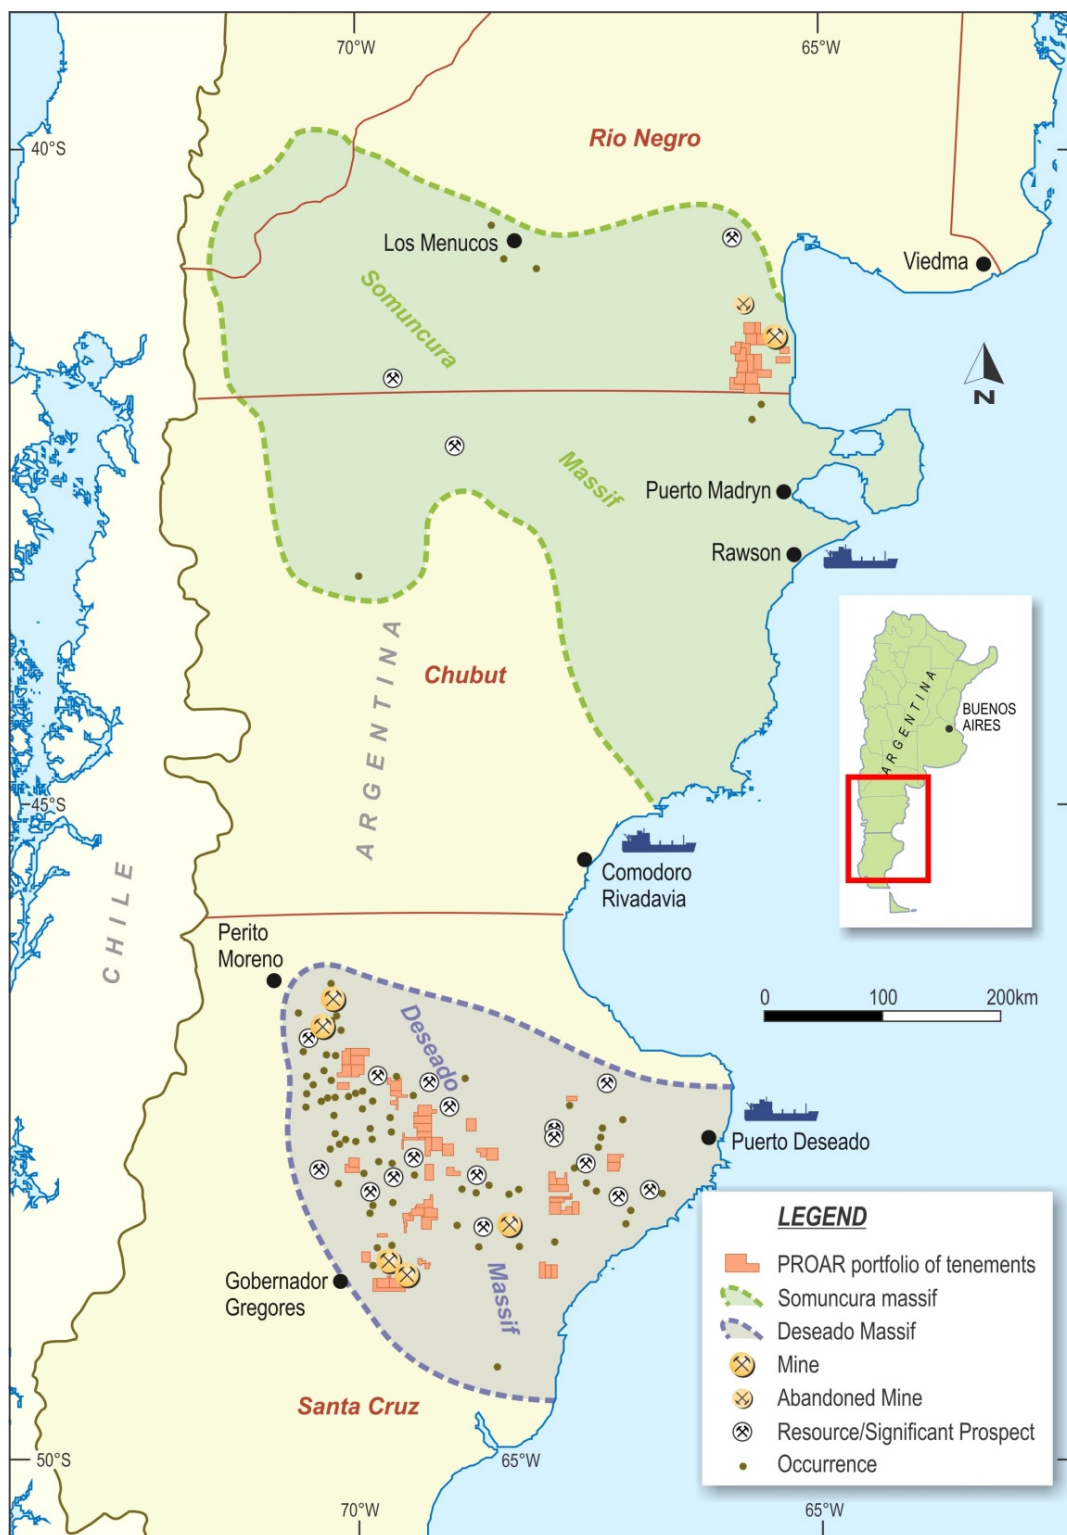 70°W
65°W
40°S
Rio Negro
Los Menucos
Viedma
Somuncura
N
Massif
Puerto Madryn
Rawson
ARGENTINA
Chubut
ARGENTINA
BUENOS
AIRES
45°S
CHILE
Comodoro
Rivadavia
Perito
Moreno
0 100 200km
Deseado
Puerto Deseado
Gobernador
Gregores
Massif
Santa Cruz
LEGEND
PROAR portfolio of tenements
Somuncura massif
Deseado Massif
Mine
Abandoned Mine
Resource/Significant Prospect
Occurrence
50°S
65°W
70°W
65°W